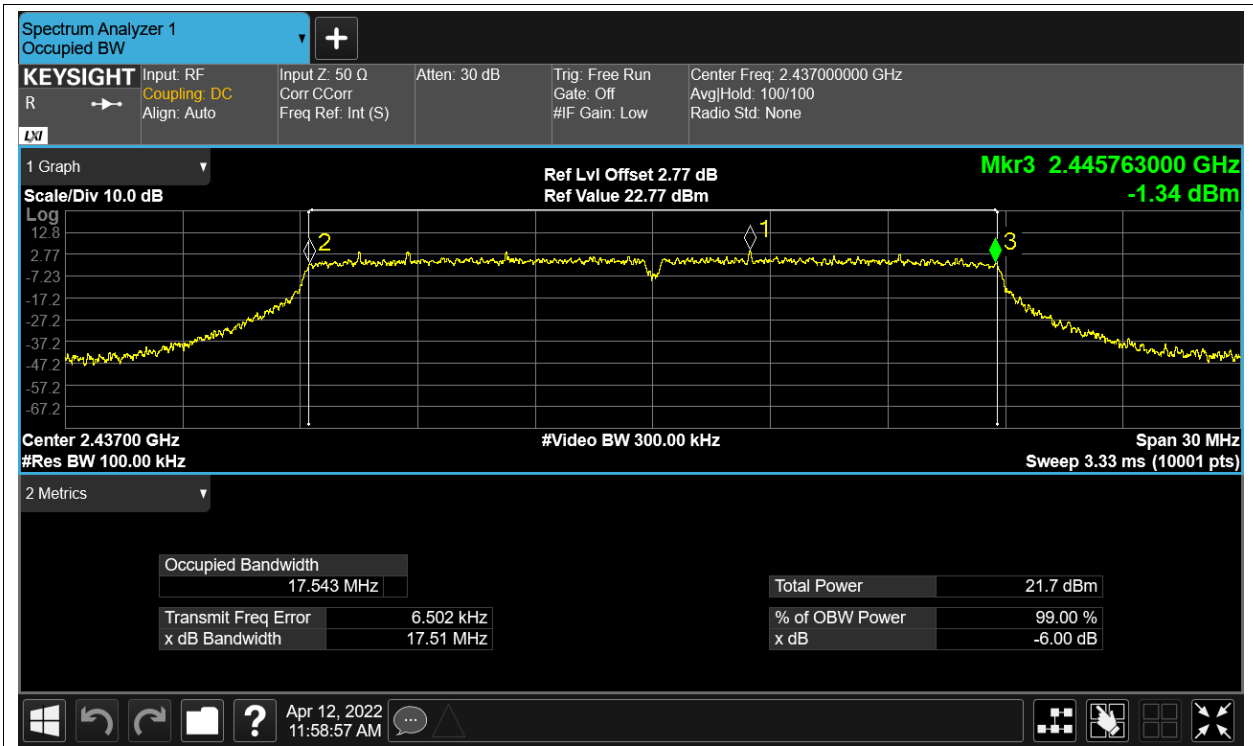 Spectrum Analyzer 1
Occupied BW
KEYSIGHT
R
LXI
Input: RF
Coupling: DC
Align: Auto
Input Z: 50 Ω
Corr CCorr
Freq Ref: Int (S)
Atten: 30 dB
Trig: Free Run
Gate: Off
#IF Gain: Low
Center Freq: 2.437000000 GHz
Avg|Hold: 100/100
Radio Std: None
1 Graph
Scale/Div 10.0 dB
Ref Lvl Offset 2.77 dB
Ref Value 22.77 dBm
Mkr3 2.445763000 GHz
-1.34 dBm
Log
12.8
2.77
-7.23
-17.2
-27.2
-37.2
-47.2
-57.2
-67.2
2
1
3
Center 2.43700 GHz
#Video BW 300.00 kHz
Span 30 MHz
#Res BW 100.00 kHz
Sweep 3.33 ms (10001 pts)
2 Metrics
Occupied Bandwidth
17.543 MHz
Total Power 21.7 dBm
Transmit Freq Error 6.502 kHz
% of OBW Power 99.00 %
x dB Bandwidth 17.51 MHz
x dB -6.00 dB
?
Apr 12, 2022
11:58:57 AM